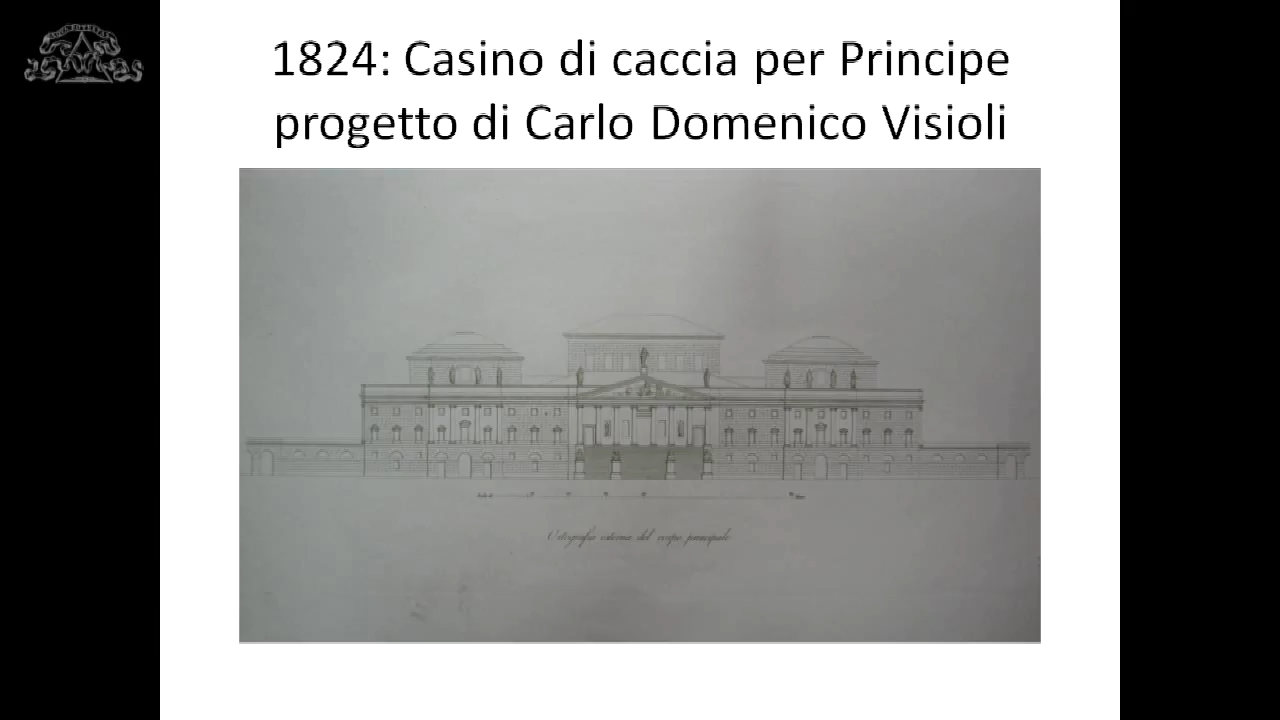 1824: Casino di caccia per Principe
progetto di Carlo Domenico Visioli
Ortografia esterna del corpo principale